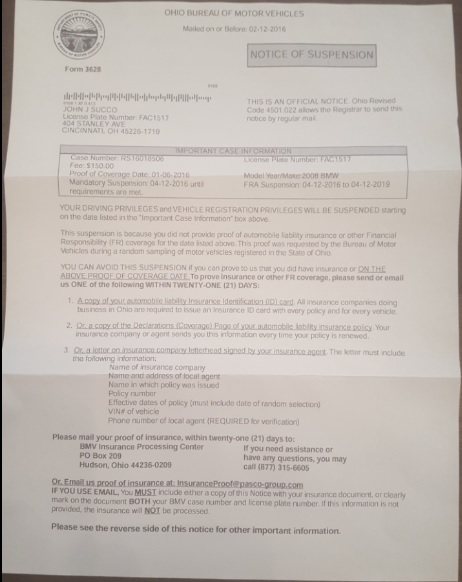 OHIO BUREAU OF MOTOR VEHICLES
Mailed on or Before: 02-12-2016
NOTICE OF SUSPENSION
Form 3628
JOHN J SUCCO
License Plate Number: FAC1517
404 STANLEY AVE
CINCINNATI, OH 45226-1719
THIS IS AN OFFICIAL NOTICE. Ohio Revised
Code 4501.022 allows the Registrar to send this
notice by regular mail.
IMPORTANT CASE INFORMATION
Case Number: RS16018506
License Plate Number: FAC1517
Fee: $150.00
Proof of Coverage Date: 01-06-2016
Model Year/Make: 2008 BMW
Mandatory Suspension: 04-12-2016 until
requirements are met.
FRA Suspension: 04-12-2016 to 04-12-2019
YOUR DRIVING PRIVILEGES and VEHICLE REGISTRATION PRIVILEGES WILL BE SUSPENDED starting
on the date listed in the "Important Case Information" box above.
This suspension is because you did not provide proof of automobile liability insurance or other Financial
Responsibility (FR) coverage for the date listed above. This proof was requested by the Bureau of Motor
Vehicles during a random sampling of motor vehicles registered in the State of Ohio.
YOU CAN AVOID THIS SUSPENSION if you can prove to us that you did have insurance or ON THE
ABOVE PROOF OF COVERAGE DATE. To prove insurance or other FR coverage, please send or email
us ONE of the following WITHIN TWENTY-ONE (21) DAYS:
1. A copy of your automobile liability Insurance Identification (ID) card. All insurance companies doing
business in Ohio are required to issue an Insurance ID card with every policy and for every vehicle.
2. Or, a copy of the Declarations (Coverage) Page of your automobile liability insurance policy. Your
insurance company or agent sends you this information every time your policy is renewed.
3. Or, a letter on insurance company letterhead signed by your insurance agent. The letter must include
the following information:
Name of insurance company
Name and address of local agent
Name in which policy was issued
Policy number
Effective dates of policy (must include date of random selection)
VIN# of vehicle
Phone number of local agent (REQUIRED for verification)
Please mail your proof of insurance, within twenty-one (21) days to:
BMV Insurance Processing Center
PO Box 209
Hudson, Ohio 44236-0209
If you need assistance or
have any questions, you may
call (877) 315-6605
Or, Email us proof of insurance at: InsuranceProof@pasco-group.com
IF YOU USE EMAIL, You MUST include either a copy of this Notice with your insurance document, or clearly
mark on the document BOTH your BMV case number and license plate number. If this information is not
provided, the insurance will NOT be processed.
Please see the reverse side of this notice for other important information.